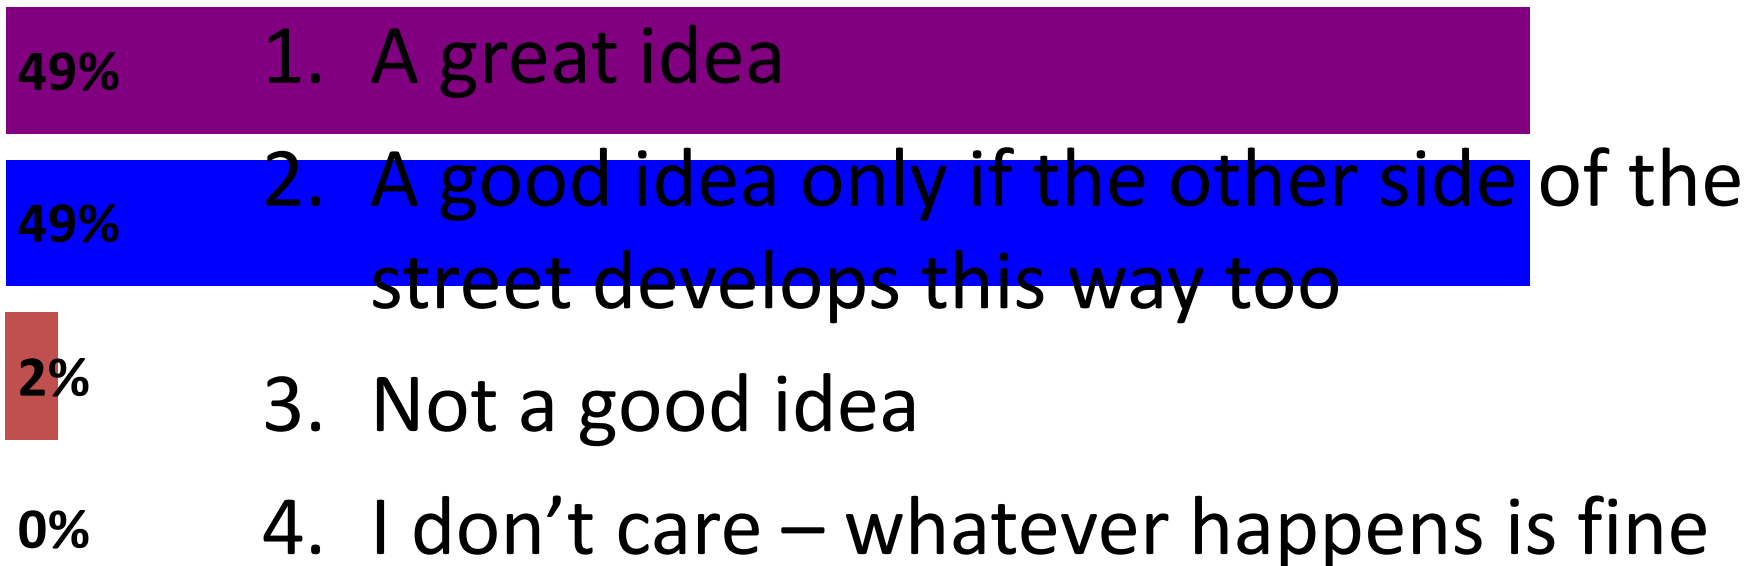 49% 1. A great idea
49% 2. A good idea only if the other side of the
street develops this way too
2% 3. Not a good idea
0% 4. I don’t care – whatever happens is fine